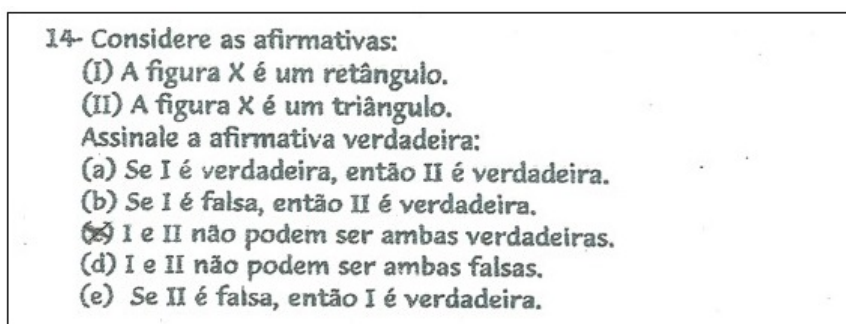 14- Considere as afirmativas:
(I) A figura X é um retângulo.
(II) A figura X é um triângulo.
Assinale a afirmativa verdadeira:
(a) Se I é verdadeira, então II é verdadeira.
(b) Se I é falsa, então II é verdadeira.
(c) I e II não podem ser ambas verdadeiras.
(d) I e II não podem ser ambas falsas.
(e) Se II é falsa, então I é verdadeira.